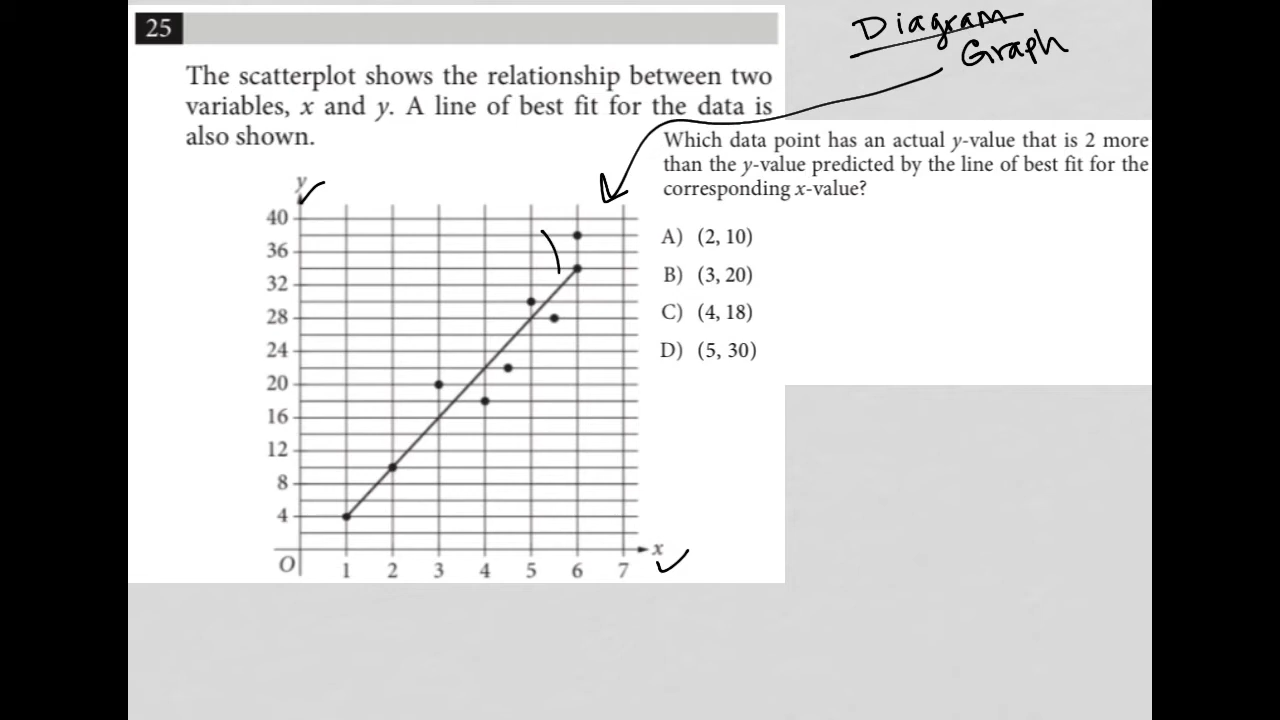 25
Diagram
Graph
The scatterplot shows the relationship between two
variables, x and y. A line of best fit for the data is
also shown.
Which data point has an actual y-value that is 2 more
than the y-value predicted by the line of best fit for the
corresponding x-value?
A) (2, 10)
B) (3, 20)
C) (4, 18)
D) (5, 30)
y
40
36
32
28
24
20
16
12
8
4
O
1 2 3 4 5 6 7
x